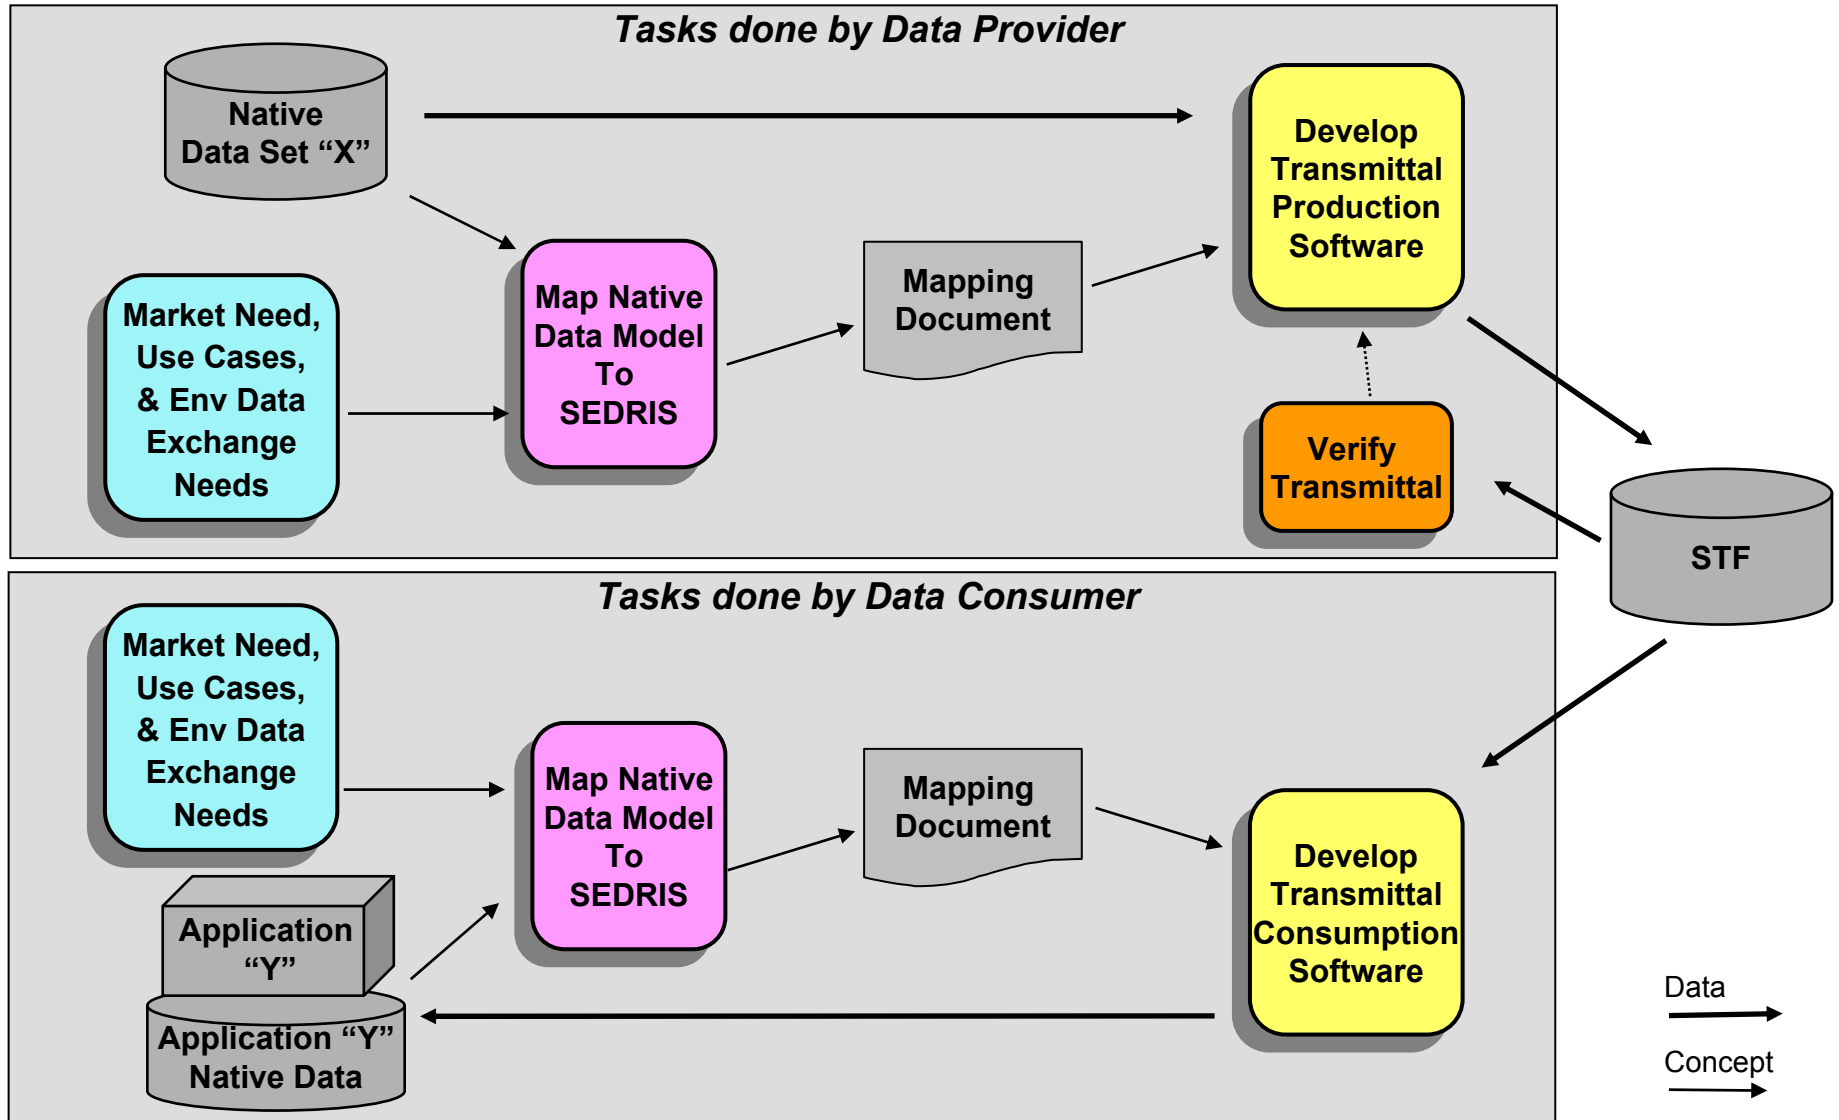 Tasks done by Data Provider
Native
Data Set “X”
Develop
Transmittal
Production
Software
Market Need,
Use Cases,
& Env Data
Exchange
Needs
Map Native
Data Model
To
SEDRIS
Mapping
Document
Verify
Transmittal
STF
Tasks done by Data Consumer
Market Need,
Use Cases,
& Env Data
Exchange
Needs
Map Native
Data Model
To
SEDRIS
Mapping
Document
Develop
Transmittal
Consumption
Software
Application
“Y”
Application “Y”
Native Data
Data
Concept